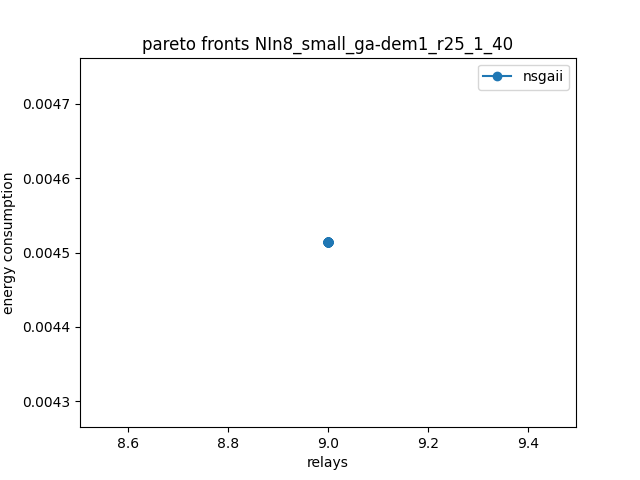 pareto fronts NIn8_small_ga-dem1_r25_1_40
nsgaii
energy consumption
0.0047
0.0046
0.0045
0.0044
0.0043
8.6 8.8 9.0 9.2 9.4
relays